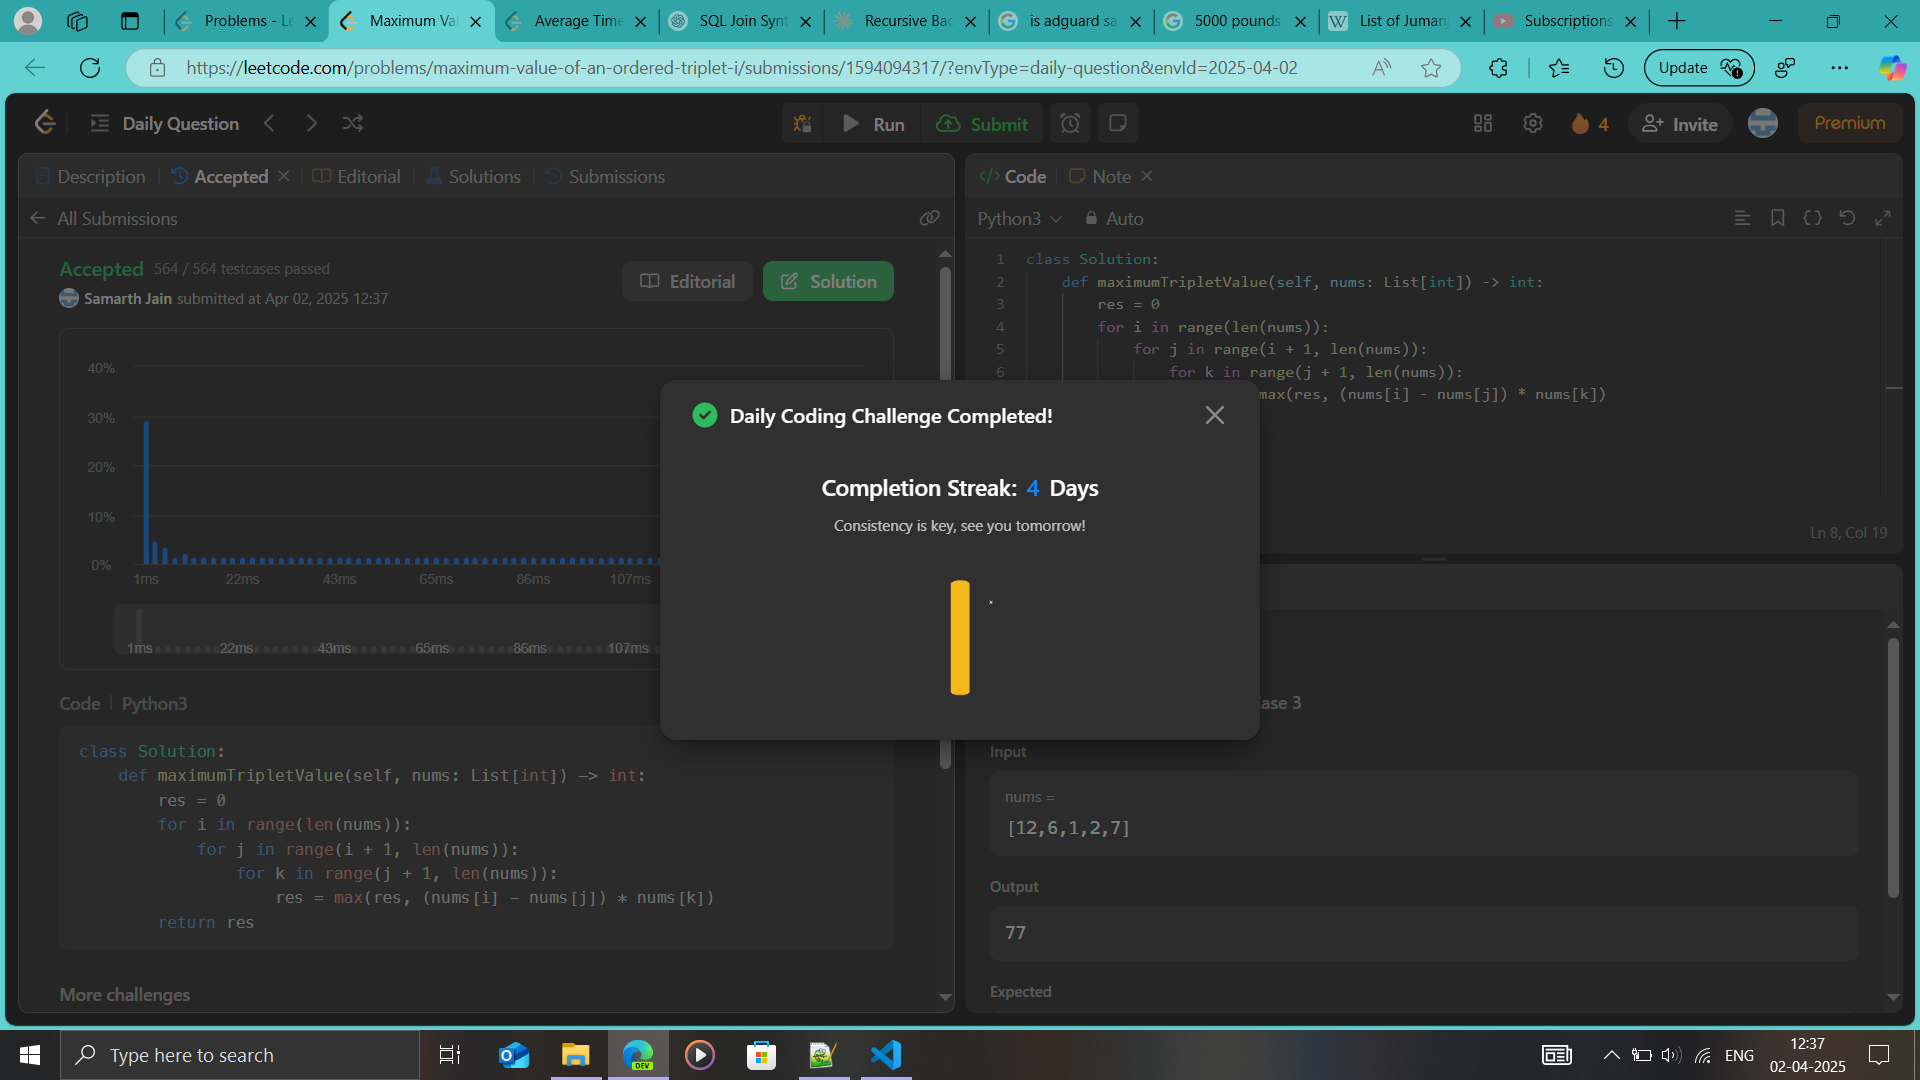 Problems - Le
Maximum Val
Average Time
SQL Join Synt
Recursive Bac
is adguard sa
5000 pounds
List of Juman
Subscriptions
https://leetcode.com/problems/maximum-value-of-an-ordered-triplet-i/submissions/1594094317/?envType=daily-question&envId=2025-04-02
Update
Daily Question
Run
Submit
4
Invite
Premium
Description
Accepted
Editorial
Solutions
Submissions
All Submissions
Accepted 564 / 564 testcases passed
Samarth Jain submitted at Apr 02, 2025 12:37
Editorial
Solution
40%
30%
20%
10%
0%
1ms 22ms 43ms 65ms 86ms 107ms
1ms 22ms 43ms 65ms 86ms 107ms
Code | Python3
class Solution:
    def maximumTripletValue(self, nums: List[int]) -> int:
        res = 0
        for i in range(len(nums)):
            for j in range(i + 1, len(nums)):
                for k in range(j + 1, len(nums)):
                    res = max(res, (nums[i] - nums[j]) * nums[k])
        return res
More challenges
Code
Note
Python3
Auto
1 class Solution:
2     def maximumTripletValue(self, nums: List[int]) -> int:
3         res = 0
4         for i in range(len(nums)):
5             for j in range(i + 1, len(nums)):
6                 for k in range(j + 1, len(nums)):
max(res, (nums[i] - nums[j]) * nums[k])
Ln 8, Col 19
Daily Coding Challenge Completed!
Completion Streak: 4 Days
Consistency is key, see you tomorrow!
ase 3
Input
nums =
[12,6,1,2,7]
Output
77
Expected
Type here to search
DEV
ENG
12:37
02-04-2025